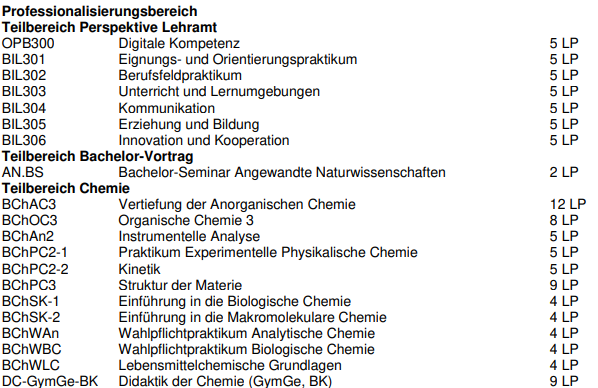 Professionalisierungsbereich
Teilbereich Perspektive Lehramt
OPB300 Digitale Kompetenz 5 LP
BIL301 Eignungs- und Orientierungspraktikum 5 LP
BIL302 Berufsfeldpraktikum 5 LP
BIL303 Unterricht und Lernumgebungen 5 LP
BIL304 Kommunikation 5 LP
BIL305 Erziehung und Bildung 5 LP
BIL306 Innovation und Kooperation 5 LP
Teilbereich Bachelor-Vortrag
AN.BS Bachelor-Seminar Angewandte Naturwissenschaften 2 LP
Teilbereich Chemie
BChAC3 Vertiefung der Anorganischen Chemie 12 LP
BChOC3 Organische Chemie 3 8 LP
BChAn2 Instrumentelle Analyse 5 LP
BChPC2-1 Praktikum Experimentelle Physikalische Chemie 5 LP
BChPC2-2 Kinetik 5 LP
BChPC3 Struktur der Materie 9 LP
BChSK-1 Einführung in die Biologische Chemie 4 LP
BChSK-2 Einführung in die Makromolekulare Chemie 4 LP
BChWAn Wahlpflichtpraktikum Analytische Chemie 4 LP
BChWBC Wahlpflichtpraktikum Biologische Chemie 4 LP
BChWLC Lebensmittelchemische Grundlagen 4 LP
DC-GymGe-BK Didaktik der Chemie (GymGe, BK) 9 LP